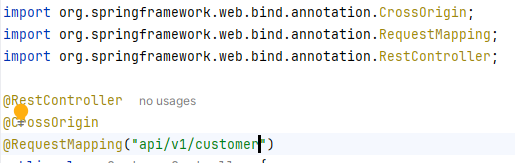 import org.springframework.web.bind.annotation.CrossOrigin;
import org.springframework.web.bind.annotation.RequestMapping;
import org.springframework.web.bind.annotation.RestController;
@RestController no usages
@CrossOrigin
@RequestMapping("api/v1/customer")